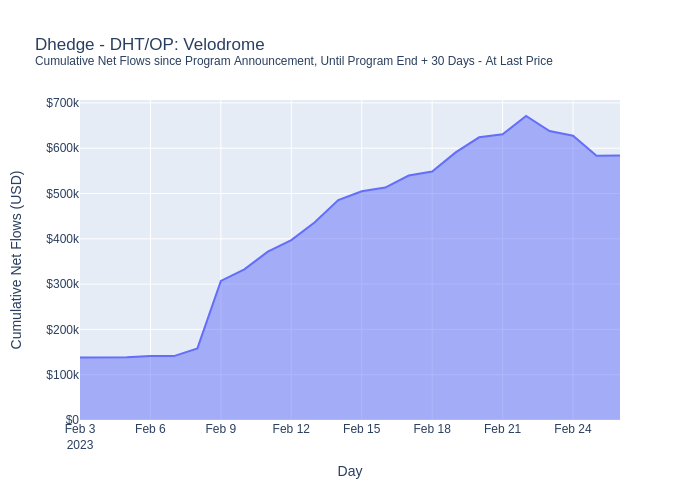 Dhedge - DHT/OP: Velodrome
Cumulative Net Flows since Program Announcement, Until Program End + 30 Days - At Last Price
Cumulative Net Flows (USD)
$700k
$600k
$500k
$400k
$300k
$200k
$100k
$0
Feb 3 Feb 6 Feb 9 Feb 12 Feb 15 Feb 18 Feb 21 Feb 24
2023
Day